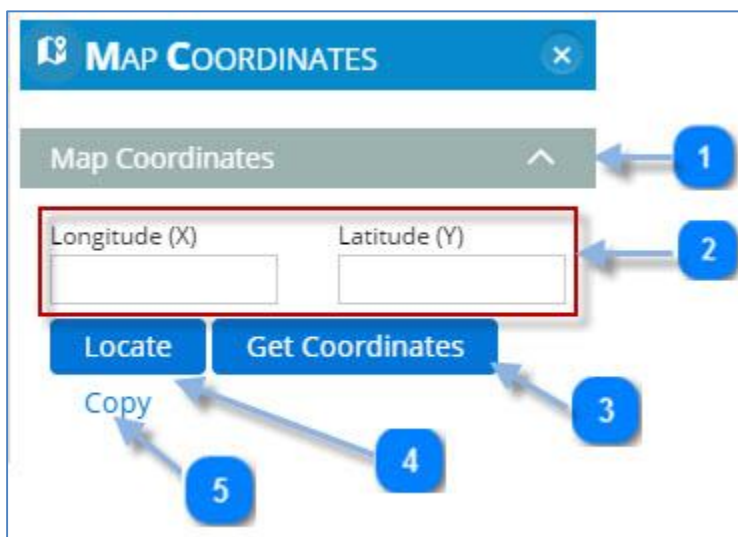 MAP COORDINATES
Map Coordinates
1
Longitude (X) Latitude (Y)
2
Locate Get Coordinates
3
Copy
4
5